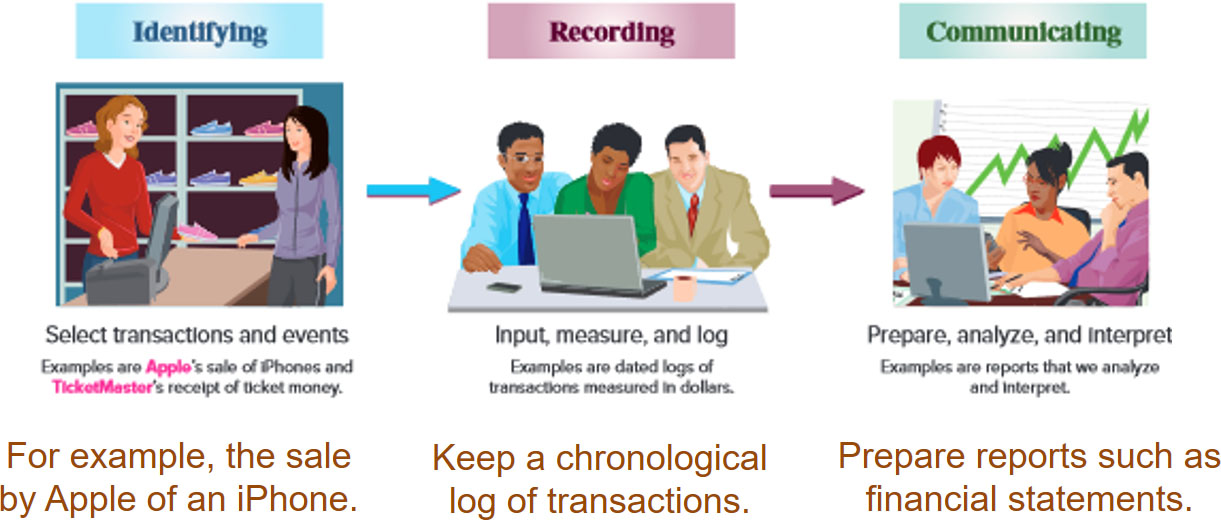 Identifying
Select transactions and events
Examples are Apple's sale of iPhones and
TicketMaster's receipt of ticket money.
For example, the sale
by Apple of an iPhone.
Recording
Input, measure, and log
Examples are dated logs of
transactions measured in dollars.
Keep a chronological
log of transactions.
Communicating
Prepare, analyze, and interpret
Examples are reports that we analyze
and interpret.
Prepare reports such as
financial statements.